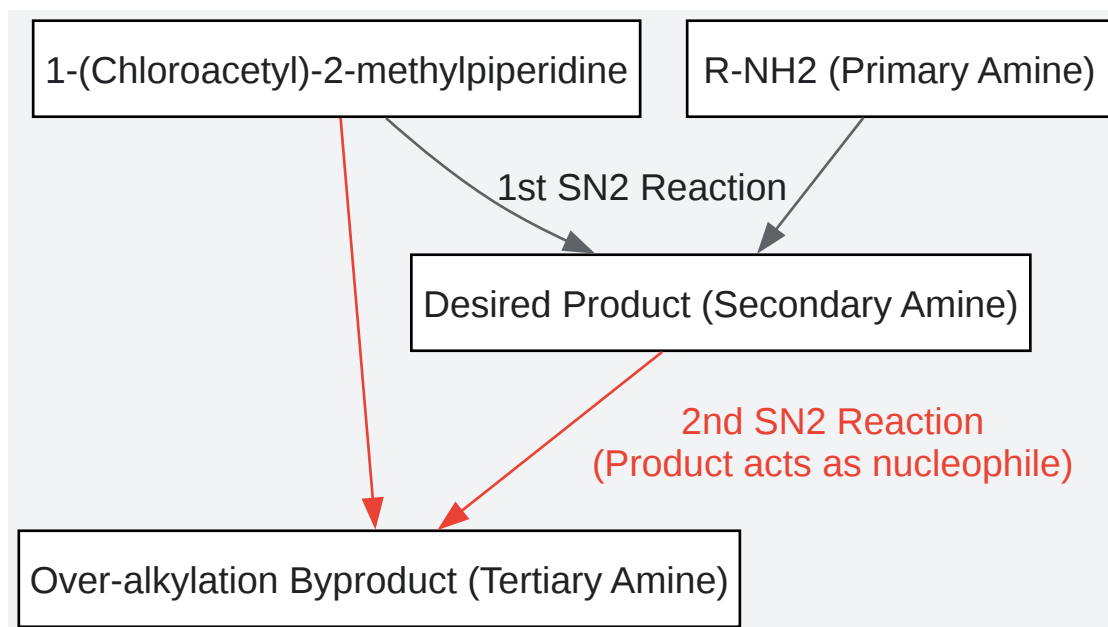 1-(Chloroacetyl)-2-methylpiperidine
R-NH2 (Primary Amine)
1st SN2 Reaction
Desired Product (Secondary Amine)
2nd SN2 Reaction
(Product acts as nucleophile)
Over-alkylation Byproduct (Tertiary Amine)